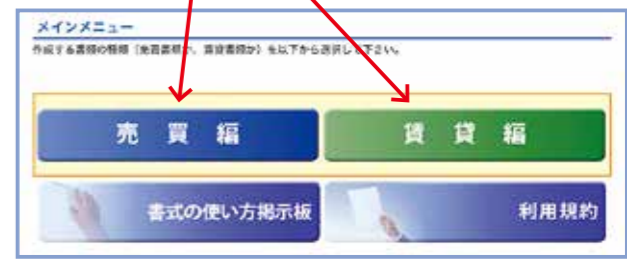 メインメニュー
作成する書類の種類（売買書類か、賃貸書類か）を以下から選択して下さい。
売買編
賃貸編
書式の使い方掲示板
利用規約